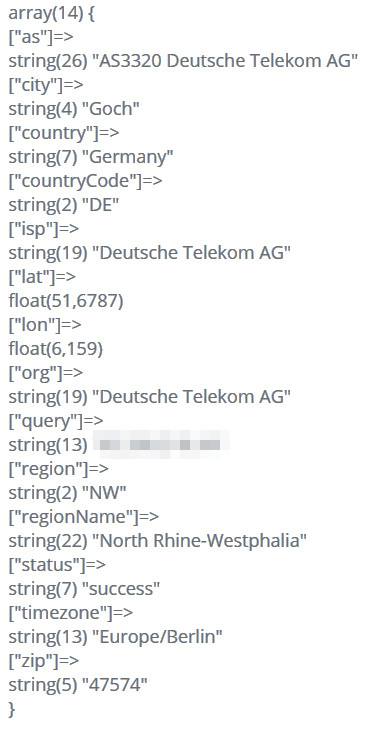 array(14) {
["as"]=>
string(26) "AS3320 Deutsche Telekom AG"
["city"]=>
string(4) "Goch"
["country"]=>
string(7) "Germany"
["countryCode"]=>
string(2) "DE"
["isp"]=>
string(19) "Deutsche Telekom AG"
["lat"]=>
float(51,6787)
["lon"]=>
float(6,159)
["org"]=>
string(19) "Deutsche Telekom AG"
["query"]=>
string(13)
["region"]=>
string(2) "NW"
["regionName"]=>
string(22) "North Rhine-Westphalia"
["status"]=>
string(7) "success"
["timezone"]=>
string(13) "Europe/Berlin"
["zip"]=>
string(5) "47574"
}